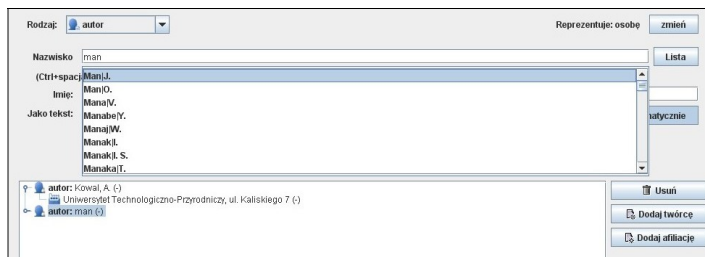 Rodzaj: autor Reprezentuje: osobę zmień
Nazwisko man Lista
(Ctrl+spacj Man|J.
Man|O.
Imię: Mana|V.
Manabe|Y.
Jako tekst: Manaj|W. atycznie
Manak|I.
Manak|I. S.
Manaka|T.
autor: Kowal, A. (-) Usuń
Uniwersytet Technologiczno-Przyrodniczy, ul. Kaliskiego 7 (-)
autor: man (-) Dodaj twórcę
Dodaj afiliację